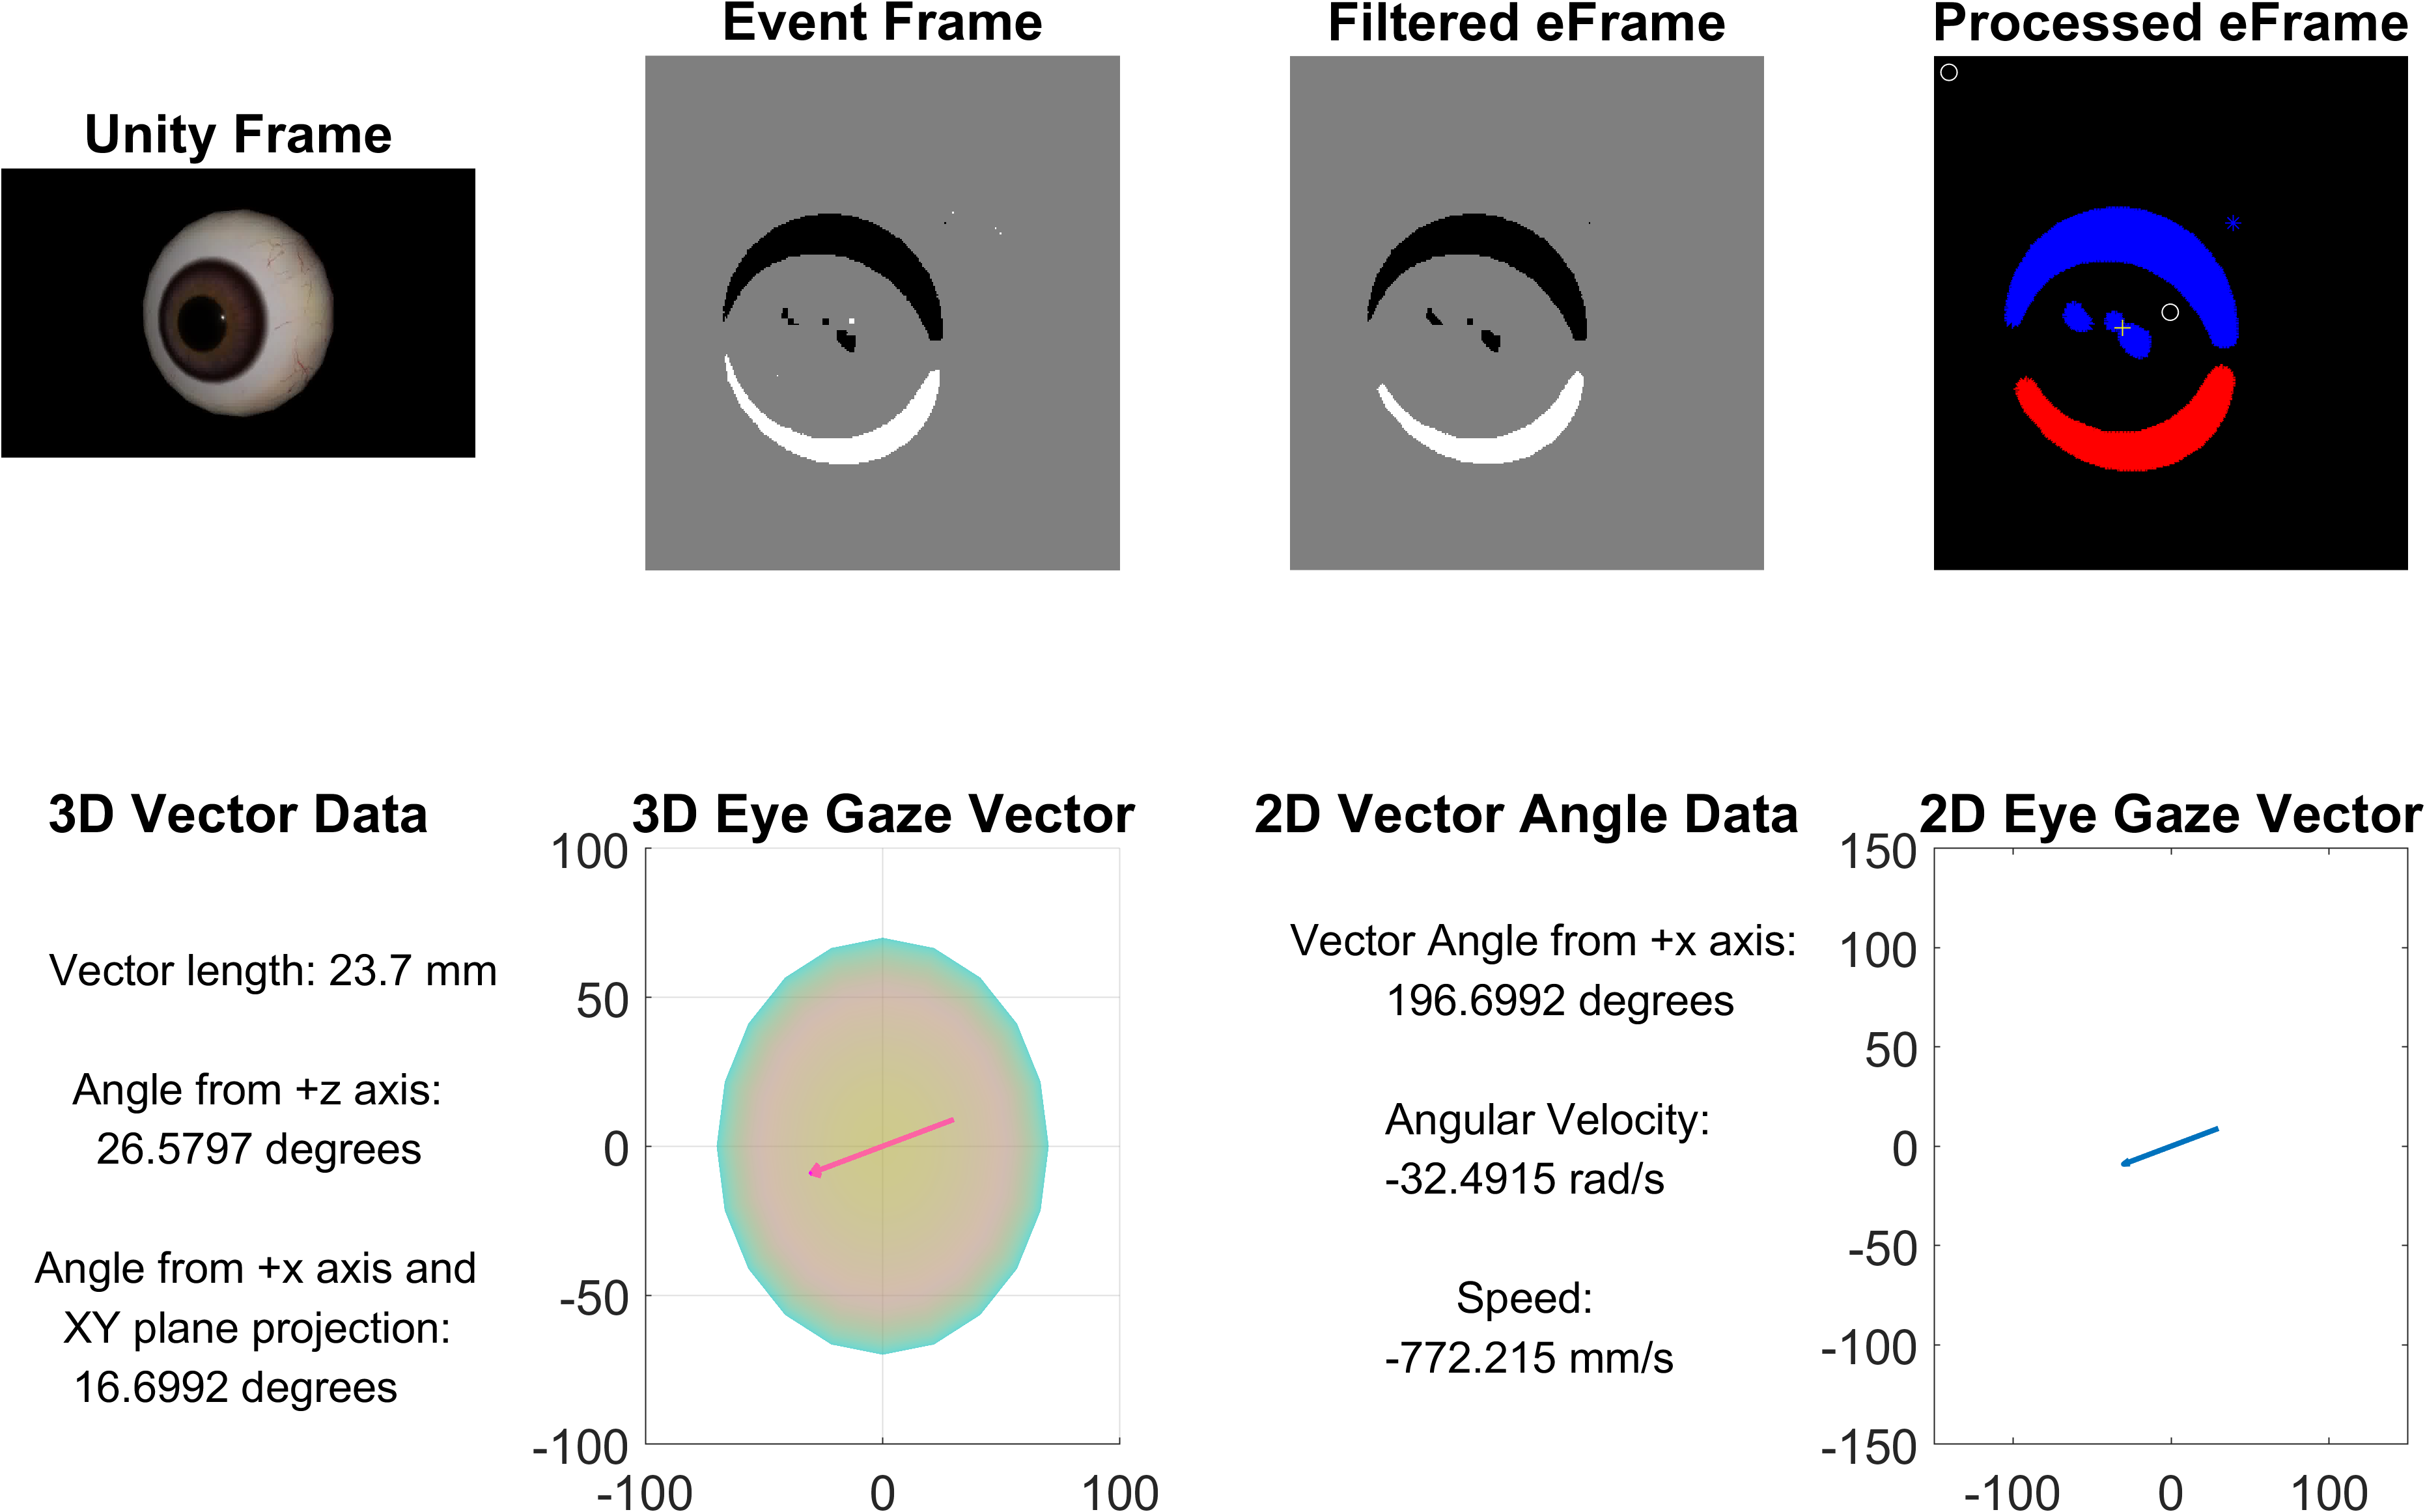 Event Frame
Filtered eFrame
Processed eFrame
Unity Frame
3D Vector Data
Vector length: 23.7 mm
Angle from +z axis:
26.5797 degrees
Angle from +x axis and
XY plane projection:
16.6992 degrees
3D Eye Gaze Vector
100
50
0
-50
-100
-100
0
100
2D Vector Angle Data
Vector Angle from +x axis:
196.6992 degrees
Angular Velocity:
-32.4915 rad/s
Speed:
-772.215 mm/s
2D Eye Gaze Vector
150
100
50
0
-50
-100
-150
-100
0
100